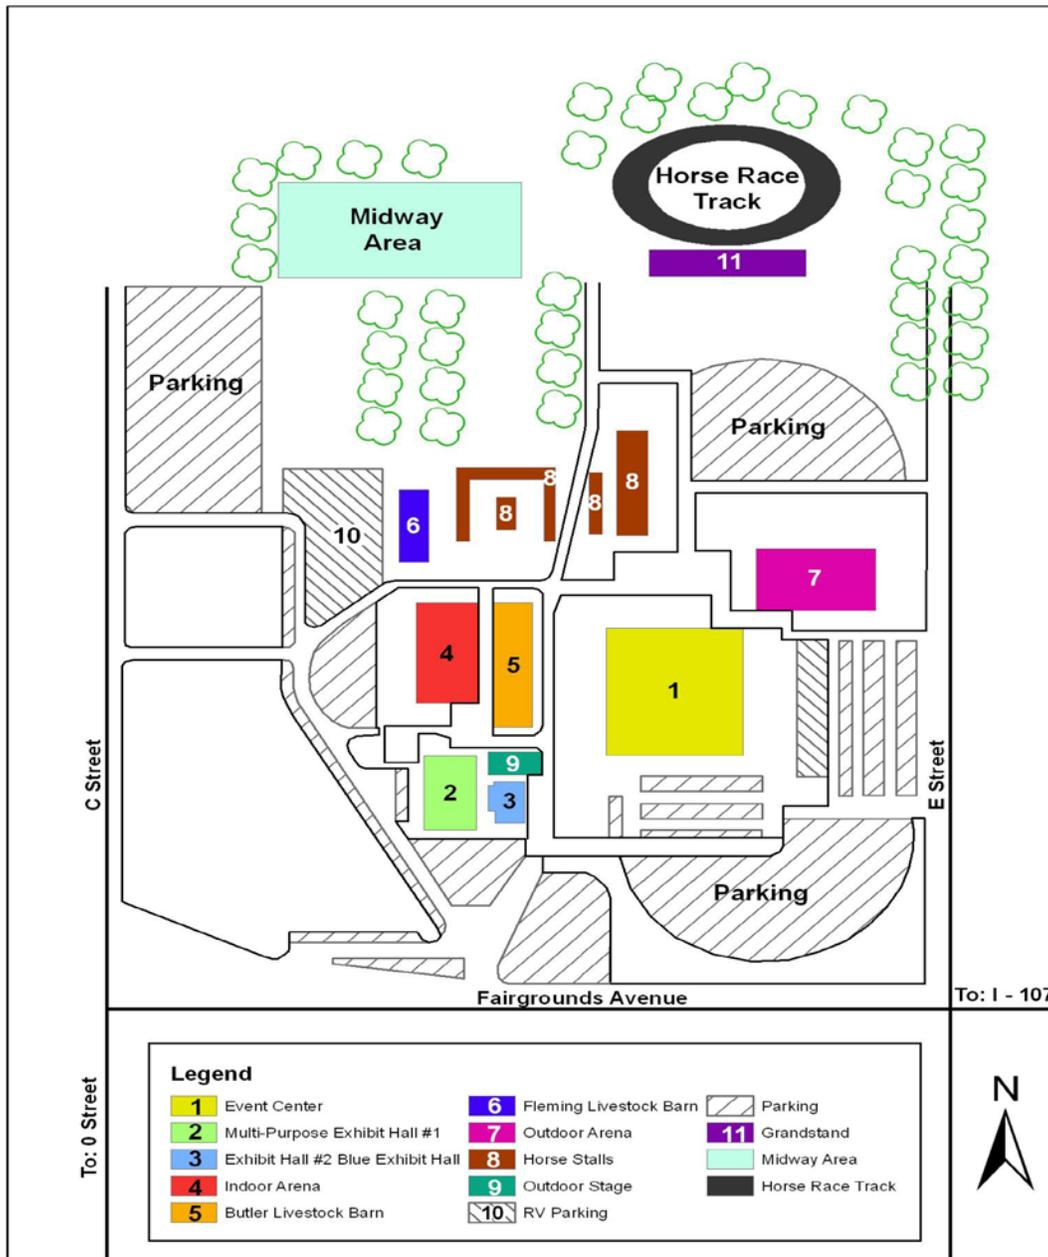 Horse Race
Track
Midway
Area
11
Parking
Parking
8
8
8
8
6
10
7
4
5
1
9
2
3
C Street
E Street
Parking
Fairgrounds Avenue
To: I - 107
To: 0 Street
N
Legend
1 Event Center
2 Multi-Purpose Exhibit Hall #1
3 Exhibit Hall #2 Blue Exhibit Hall
4 Indoor Arena
5 Butler Livestock Barn
6 Fleming Livestock Barn
7 Outdoor Arena
8 Horse Stalls
9 Outdoor Stage
10 RV Parking
Parking
11 Grandstand
Midway Area
Horse Race Track